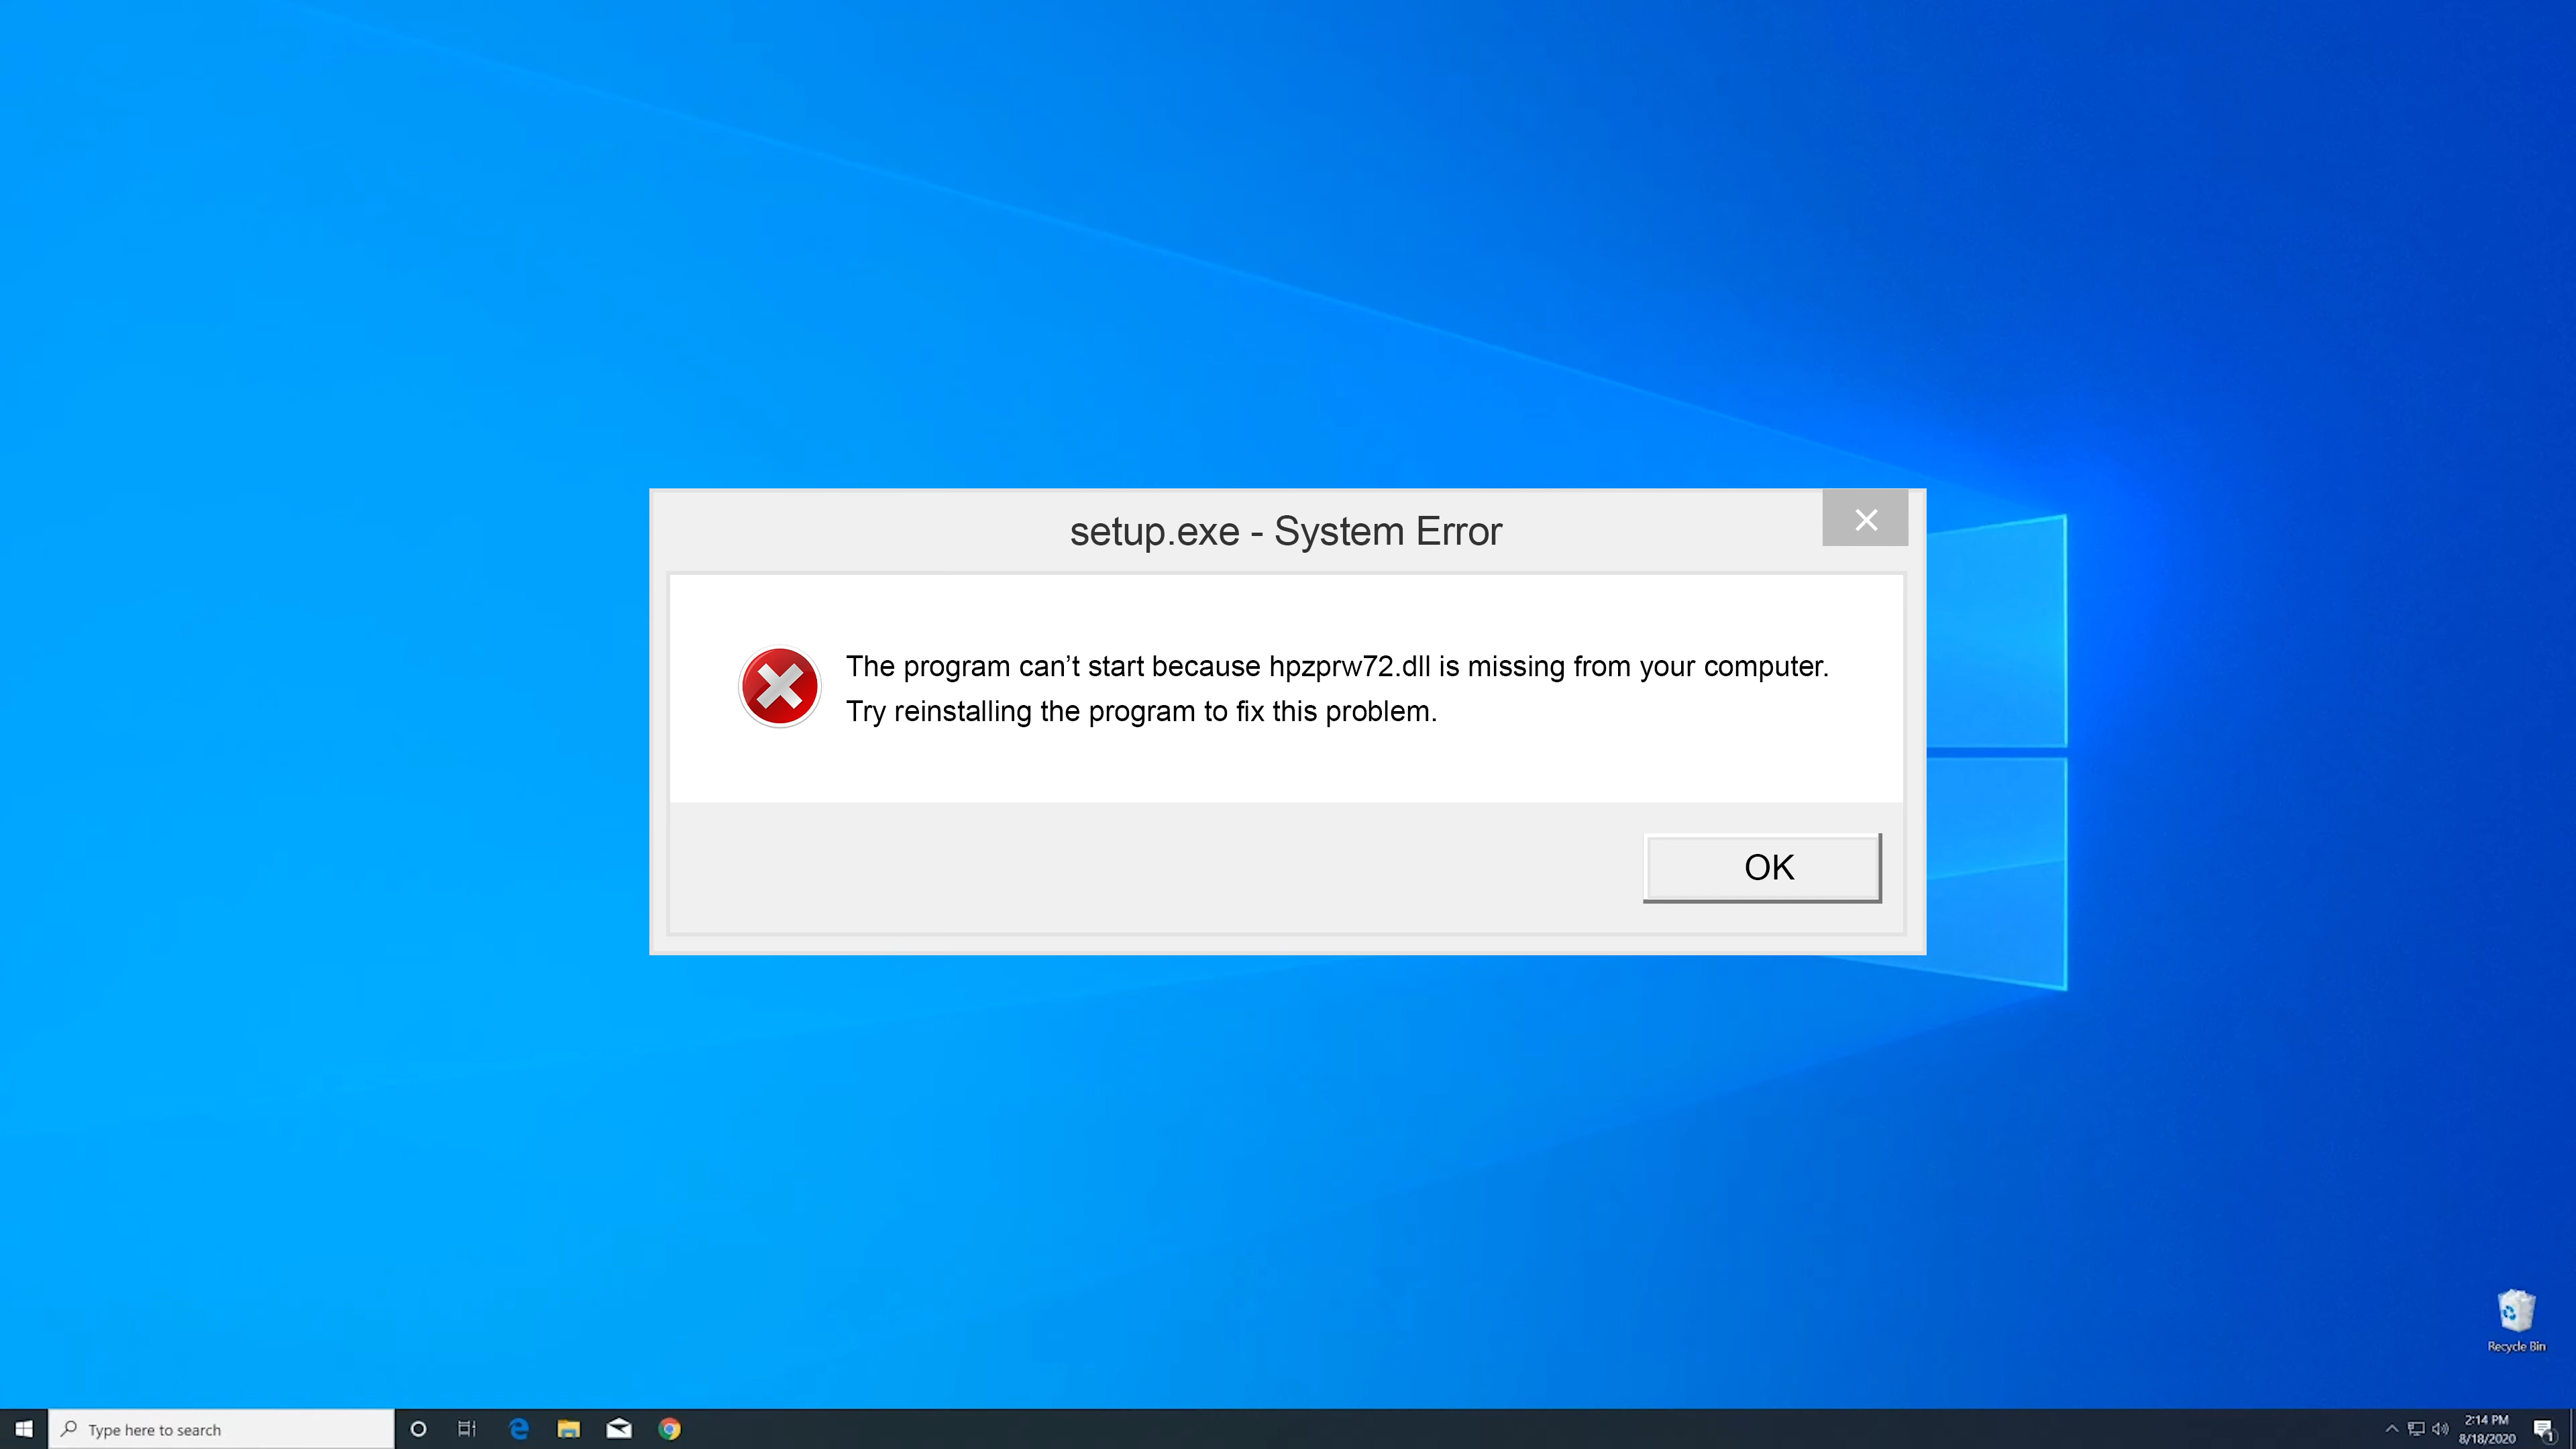 setup.exe - System Error
The program can’t start because hpzprw72.dll is missing from your computer.
Try reinstalling the program to fix this problem.
OK
Recycle Bin
Type here to search
2:14 PM
8/18/2020
1